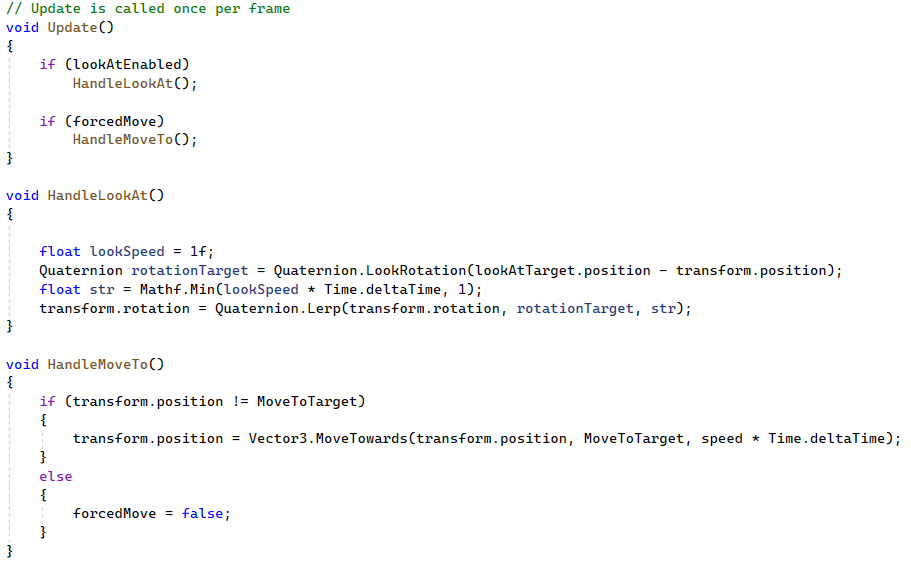 // Update is called once per frame
void Update()
{
    if (lookAtEnabled)
        HandleLookAt();

    if (forcedMove)
        HandleMoveTo();
}

void HandleLookAt()
{

    float lookSpeed = 1f;
    Quaternion rotationTarget = Quaternion.LookRotation(lookAtTarget.position - transform.position);
    float str = Mathf.Min(lookSpeed * Time.deltaTime, 1);
    transform.rotation = Quaternion.Lerp(transform.rotation, rotationTarget, str);
}

void HandleMoveTo()
{
    if (transform.position != MoveToTarget)
    {
        transform.position = Vector3.MoveTowards(transform.position, MoveToTarget, speed * Time.deltaTime);
    }
    else
    {
        forcedMove = false;
    }
}